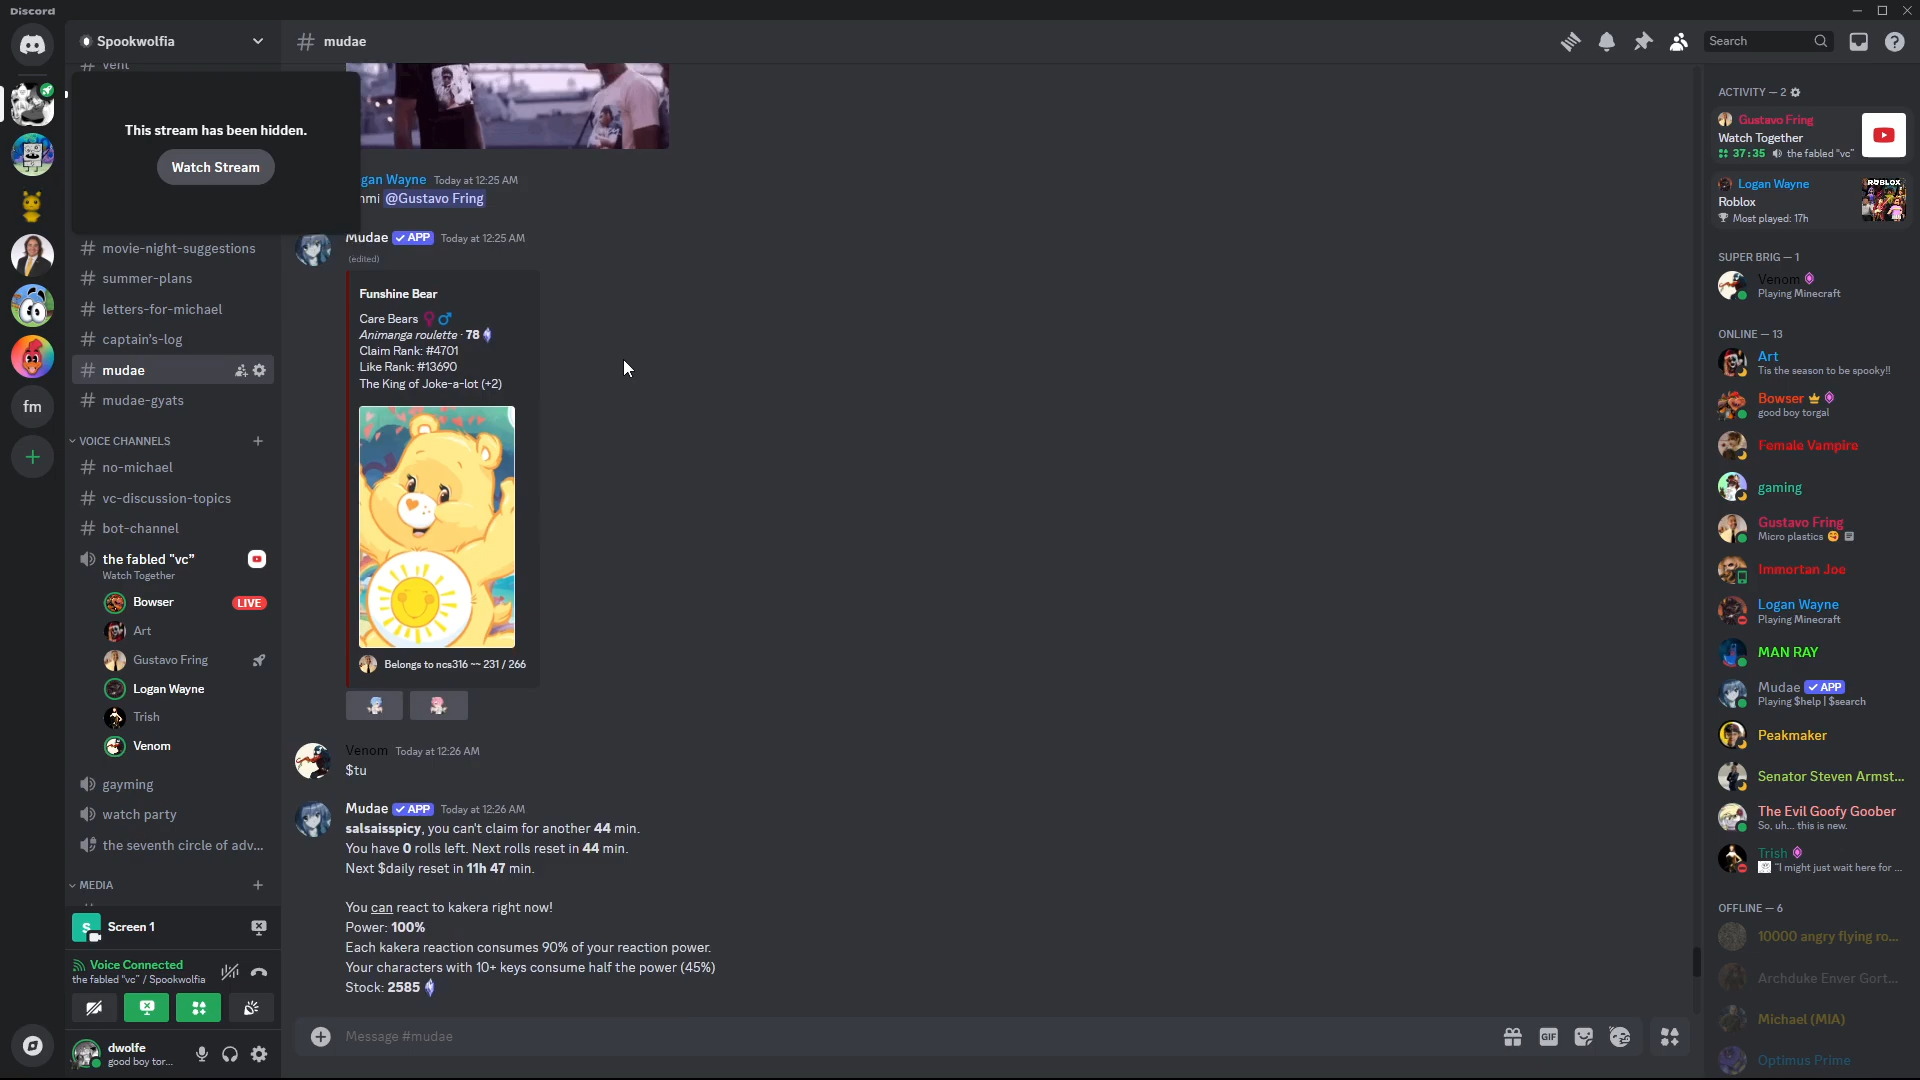 Discord
Spookwolfia
# mudae
Search
# vent
This stream has been hidden.
Watch Stream
# movie-night-suggestions
# summer-plans
# letters-for-michael
# captain's-log
# mudae
# mudae-gyats
VOICE CHANNELS
# no-michael
# vc-discussion-topics
# bot-channel
the fabled "vc"
Watch Together
Bowser LIVE
Art
Gustavo Fring
Logan Wayne
Trish
Venom
gayming
watch party
the seventh circle of adv...
MEDIA
fm
S Screen 1
Voice Connected
the fabled "vc" / Spookwolfia
dwolfe
good boy tor...
gan Wayne Today at 12:25 AM
@Gustavo Fring
Mudae ✓ APP Today at 12:25 AM
(edited)
Funshine Bear
Care Bears
Animanga roulette · 78
Claim Rank: #4701
Like Rank: #13690
The King of Joke-a-lot (+2)
Belongs to ncs316 ~~ 231 / 266
Venom Today at 12:26 AM
$tu
Mudae ✓ APP Today at 12:26 AM
salsaisspicy, you can't claim for another 44 min.
You have 0 rolls left. Next rolls reset in 44 min.
Next $daily reset in 11h 47 min.
You can react to kakera right now!
Power: 100%
Each kakera reaction consumes 90% of your reaction power.
Your characters with 10+ keys consume half the power (45%)
Stock: 2585
Message #mudae
GIF
ACTIVITY — 2
Gustavo Fring
Watch Together
37:35 the fabled "vc"
Logan Wayne
Roblox
Most played: 17h
ROBLOX
SUPER BRIG — 1
Venom
Playing Minecraft
ONLINE — 13
Art
Tis the season to be spooky!!
Bowser
good boy torgal
Female Vampire
gaming
Gustavo Fring
Micro plastics
Immortan Joe
Logan Wayne
Playing Minecraft
MAN RAY
Mudae ✓ APP
Playing $help | $search
Peakmaker
Senator Steven Armst...
The Evil Goofy Goober
So, uh... this is new.
Trish
"I might just wait here for ...
OFFLINE — 6
10000 angry flying ro...
Archduke Enver Gort...
Michael (MIA)
Optimus Prime